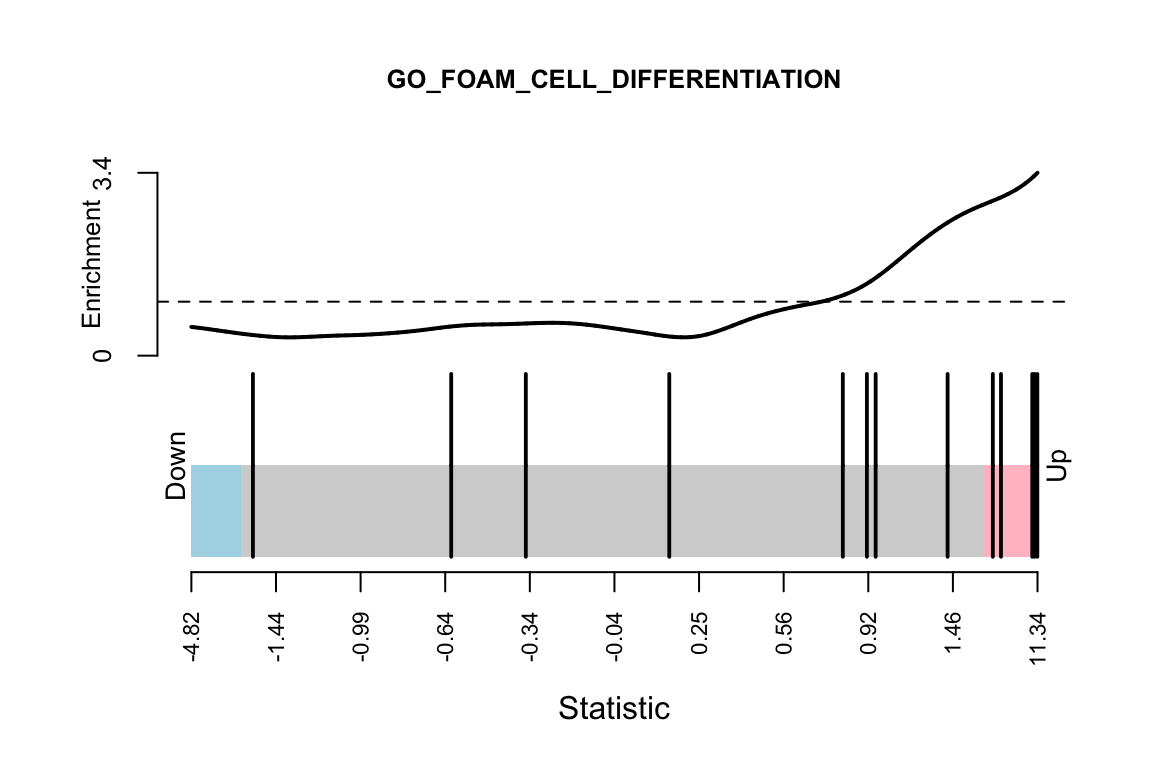 GO_FOAM_CELL_DIFFERENTIATION
Enrichment
3.4
0
Down
Up
-4.82
-1.44
-0.99
-0.64
-0.34
-0.04
0.25
0.56
0.92
1.46
11.34
Statistic